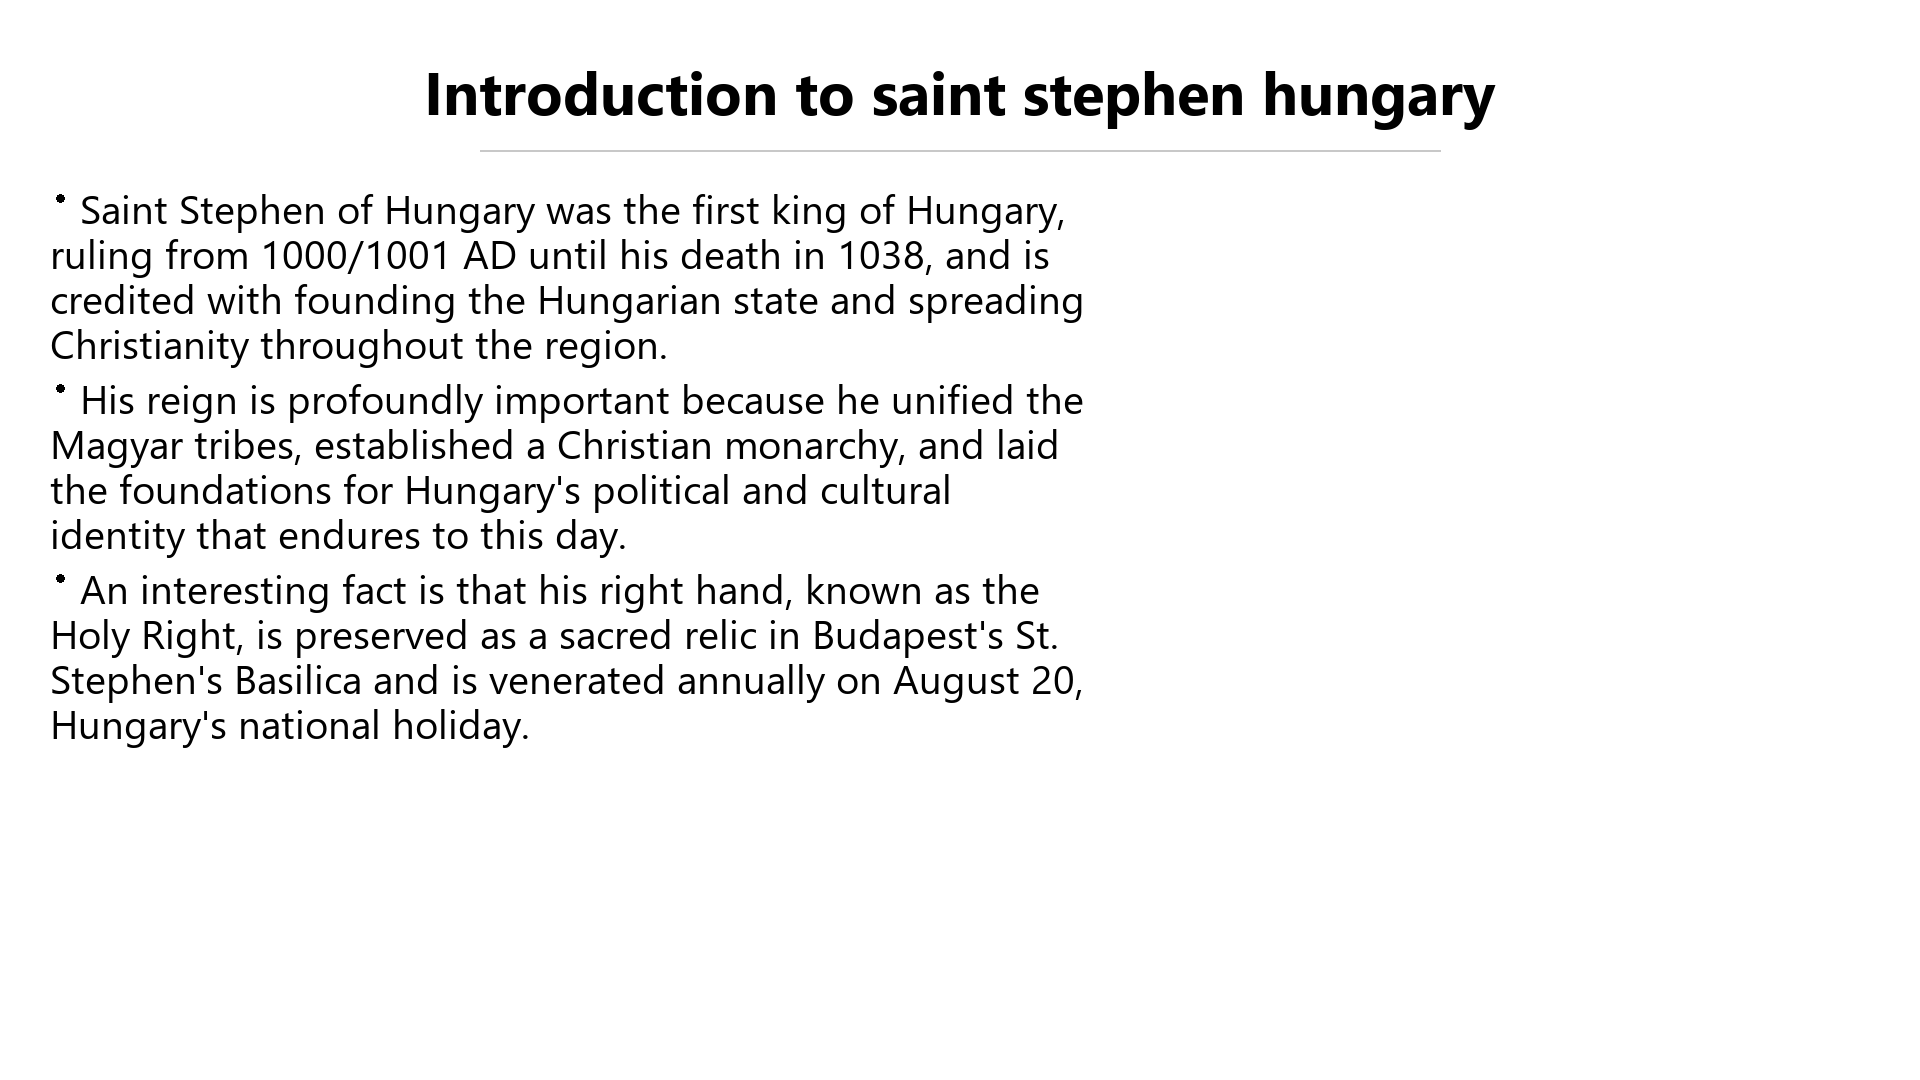 Introduction to saint stephen hungary
• Saint Stephen of Hungary was the first king of Hungary,
ruling from 1000/1001 AD until his death in 1038, and is
credited with founding the Hungarian state and spreading
Christianity throughout the region.
• His reign is profoundly important because he unified the
Magyar tribes, established a Christian monarchy, and laid
the foundations for Hungary's political and cultural
identity that endures to this day.
• An interesting fact is that his right hand, known as the
Holy Right, is preserved as a sacred relic in Budapest's St.
Stephen's Basilica and is venerated annually on August 20,
Hungary's national holiday.